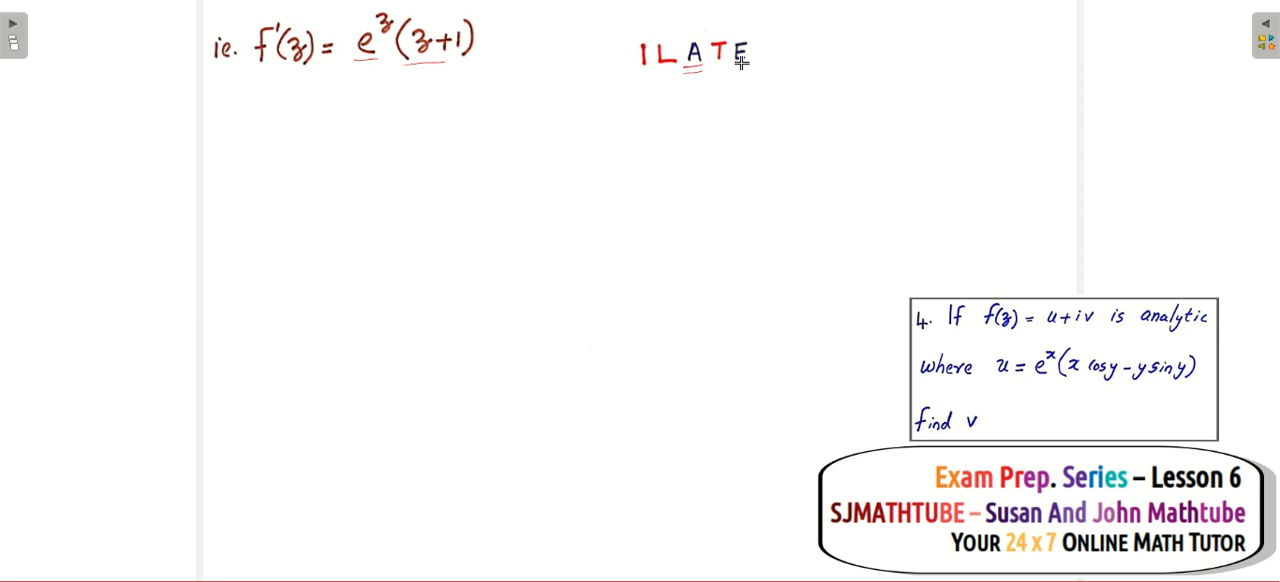 ie. f'(z) = e^z (z+1)
I L A T E
4. If f(z) = u+iv is analytic
where u = e^x (x cosy - y siny)
find v
Exam Prep. Series – Lesson 6
SJMATHTUBE – Susan And John Mathtube
YOUR 24 x 7 ONLINE MATH TUTOR